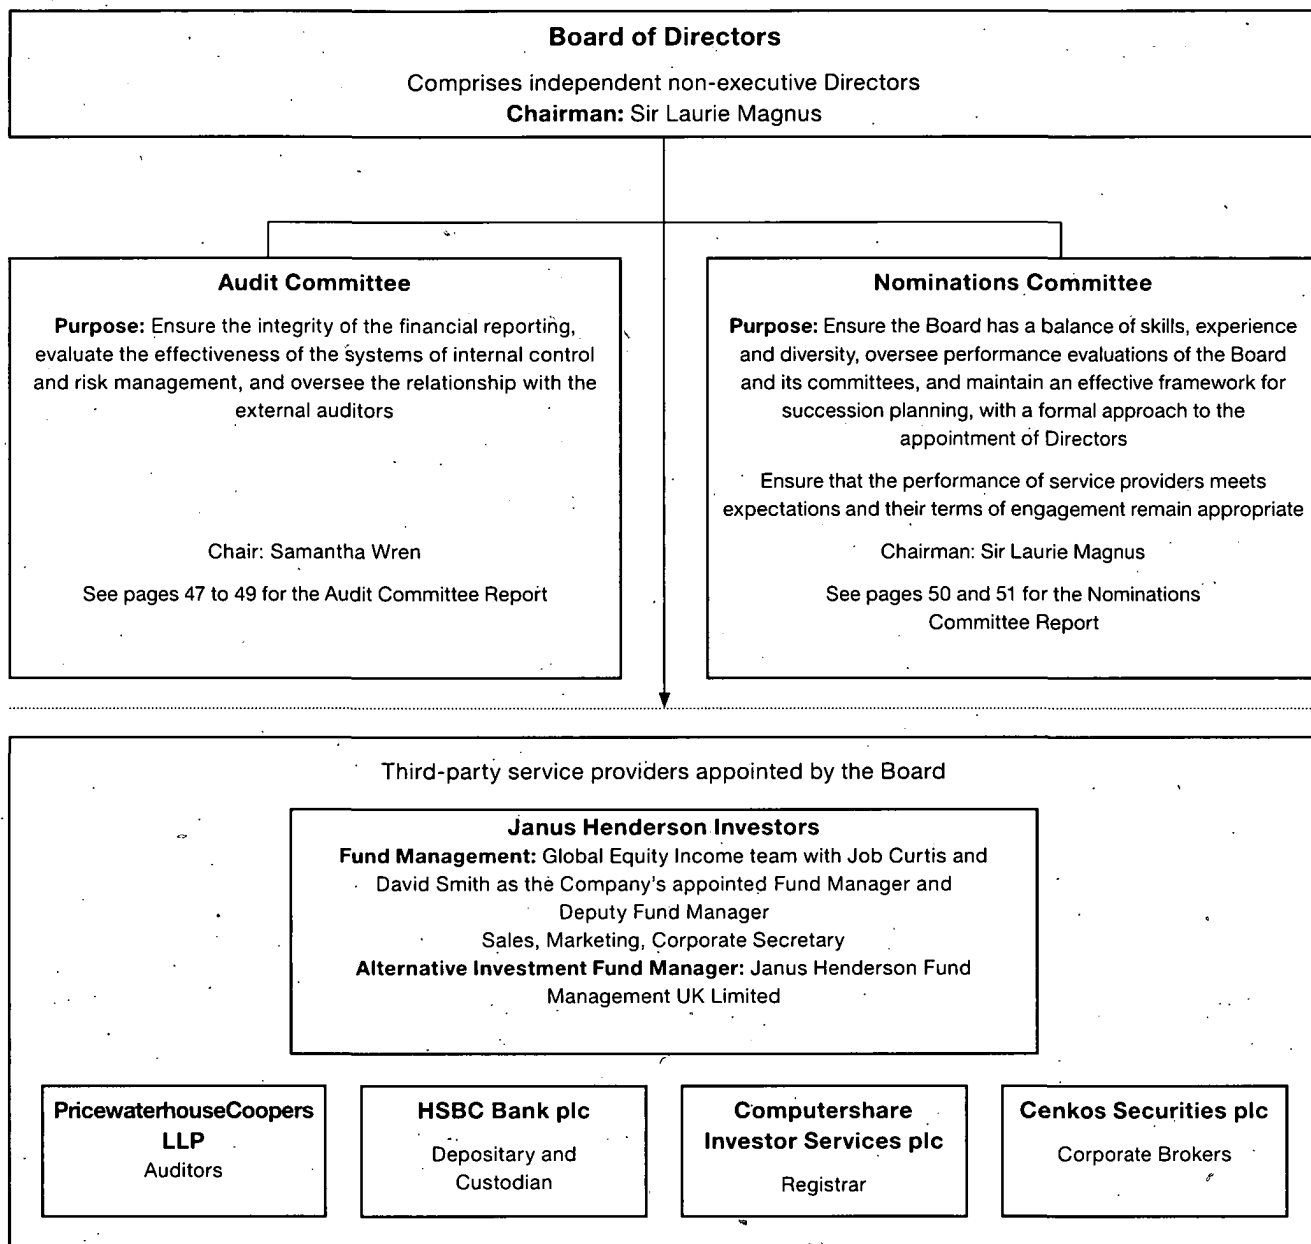 Board of Directors
Comprises independent non-executive Directors
Chairman: Sir Laurie Magnus
Audit Committee
Purpose: Ensure the integrity of the financial reporting,
evaluate the effectiveness of the systems of internal control
and risk management, and oversee the relationship with the
external auditors
Chair: Samantha Wren
See pages 47 to 49 for the Audit Committee Report
Nominations Committee
Purpose: Ensure the Board has a balance of skills, experience
and diversity, oversee performance evaluations of the Board
and its committees, and maintain an effective framework for
succession planning, with a formal approach to the
appointment of Directors
Ensure that the performance of service providers meets
expectations and their terms of engagement remain appropriate
Chairman: Sir Laurie Magnus
See pages 50 and 51 for the Nominations
Committee Report
Third-party service providers appointed by the Board
Janus Henderson Investors
Fund Management: Global Equity Income team with Job Curtis and
David Smith as the Company's appointed Fund Manager and
Deputy Fund Manager
Sales, Marketing, Corporate Secretary
Alternative Investment Fund Manager: Janus Henderson Fund
Management UK Limited
PricewaterhouseCoopers
LLP
Auditors
HSBC Bank plc
Depositary and
Custodian
Computershare
Investor Services plc
Registrar
Cenkos Securities plc
Corporate Brokers